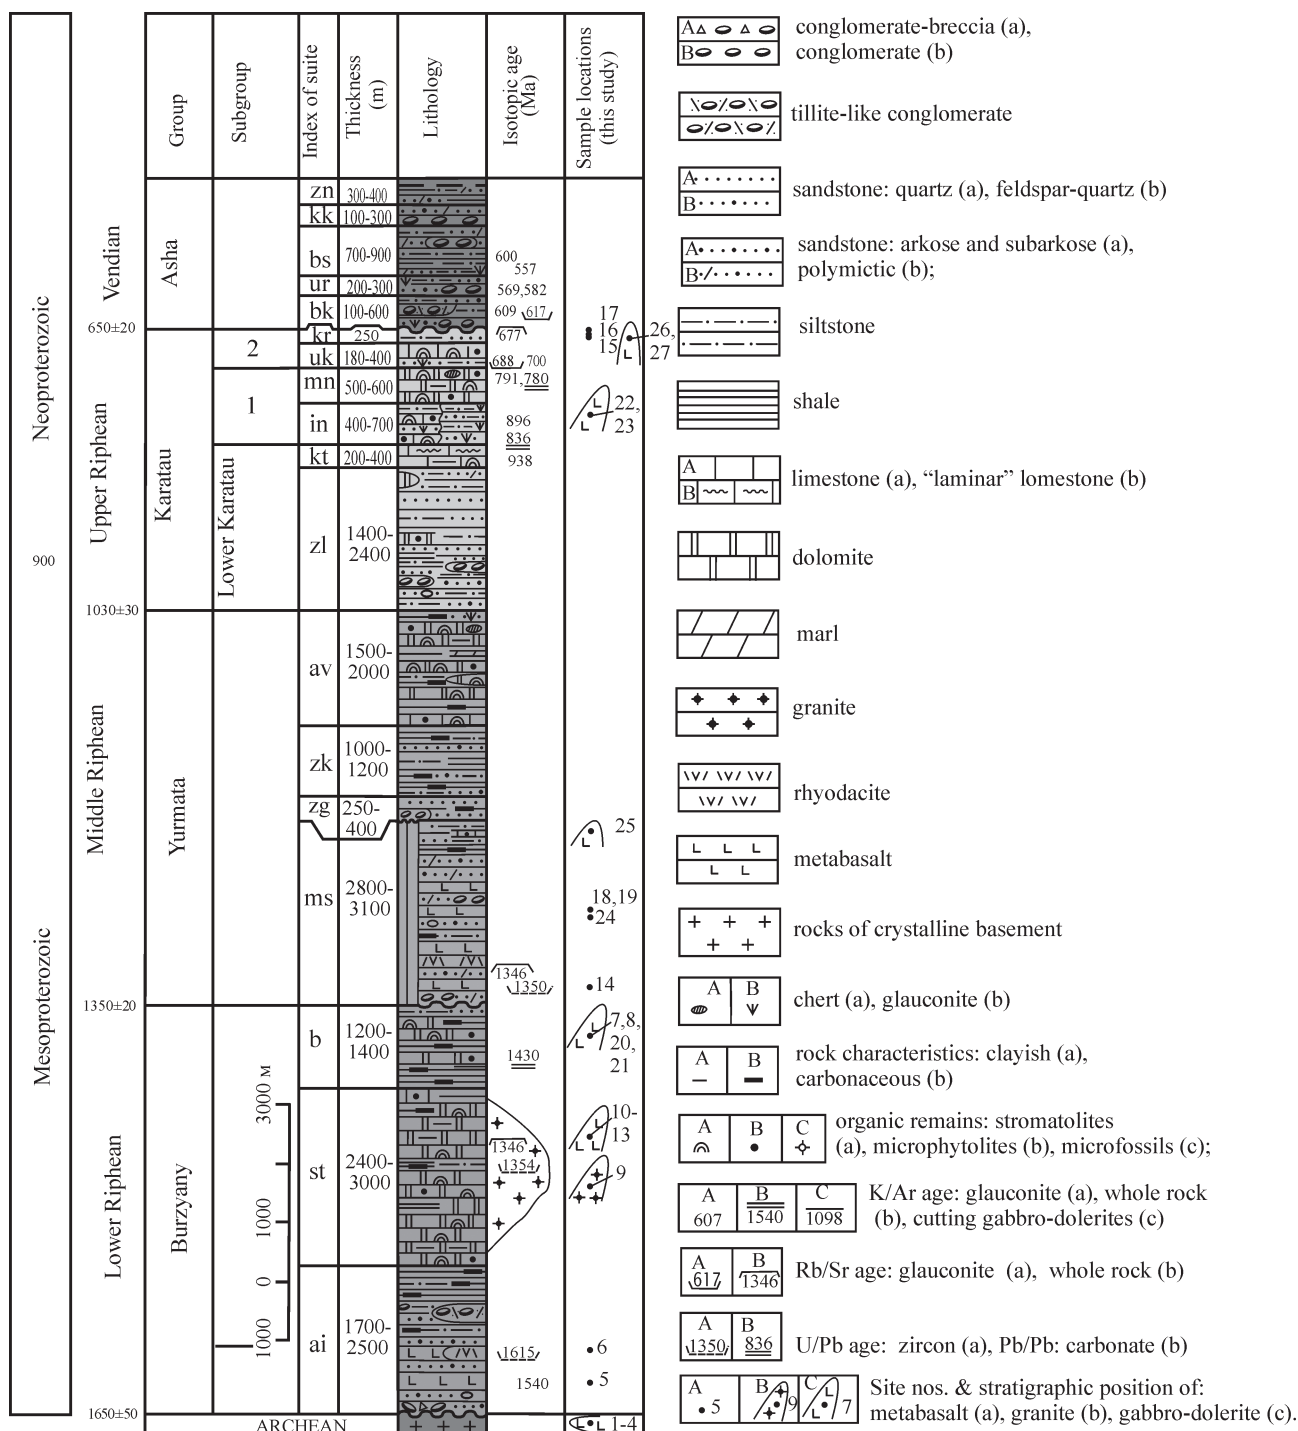 Group
Subgroup
Index of suite
Thickness
(m)
Lithology
Isotopic age
(Ma)
Sample locations
(this study)
Neoproterozoic
Mesoproterozoic
900
Vendian
Upper Riphean
Middle Riphean
Lower Riphean
650±20
1030±30
1350±20
1650±50
Asha
Karatau
Yurmata
Burzyany
2
1
Lower Karatau
3000 м
1000
0
1000
zn
300-400
kk
100-300
bs
700-900
600
557
ur
200-300
569,582
bk
100-600
609
617
17
16
15
26,
27
kr
250
677
uk
180-400
688
700
mn
500-600
791,780
in
400-700
896
836
22,
23
kt
200-400
938
zl
1400-
2400
av
1500-
2000
zk
1000-
1200
zg
250-
400
25
ms
2800-
3100
18,19
24
1346
1350
14
b
1200-
1400
1430
7,8,
20,
21
st
2400-
3000
1346
1354
10-
13
9
ai
1700-
2500
1615
1540
6
5
ARCHEAN
1-4
A
B
conglomerate-breccia (a),
conglomerate (b)
tillite-like conglomerate
A
B
sandstone: quartz (a), feldspar-quartz (b)
A
B
sandstone: arkose and subarkose (a),
polymictic (b);
siltstone
shale
A
B
limestone (a), “laminar” lomestone (b)
dolomite
marl
granite
rhyodacite
metabasalt
rocks of crystalline basement
A B
chert (a), glauconite (b)
A B
rock characteristics: clayish (a),
carbonaceous (b)
A B C
organic remains: stromatolites
(a), microphytolites (b), microfossils (c);
A B C
607 1540 1098
K/Ar age: glauconite (a), whole rock
(b), cutting gabbro-dolerites (c)
A B
617 1346
Rb/Sr age: glauconite (a), whole rock (b)
A B
1350 836
U/Pb age: zircon (a), Pb/Pb: carbonate (b)
A B C
5 9 7
Site nos. & stratigraphic position of:
metabasalt (a), granite (b), gabbro-dolerite (c).